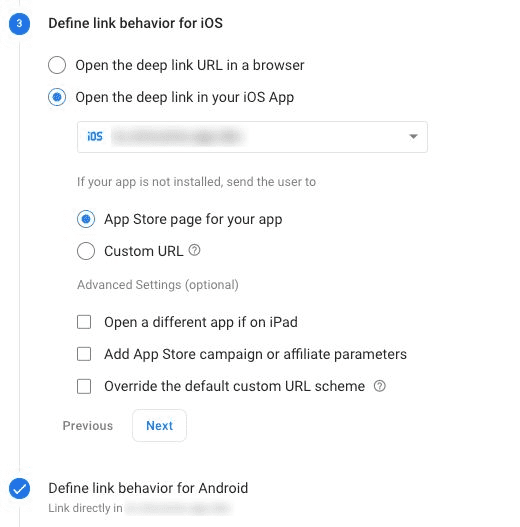 3 Define link behavior for iOS
Open the deep link URL in a browser
Open the deep link in your iOS App
iOS
If your app is not installed, send the user to
App Store page for your app
Custom URL ?
Advanced Settings (optional)
Open a different app if on iPad
Add App Store campaign or affiliate parameters
Override the default custom URL scheme ?
Previous Next
Define link behavior for Android
Link directly in